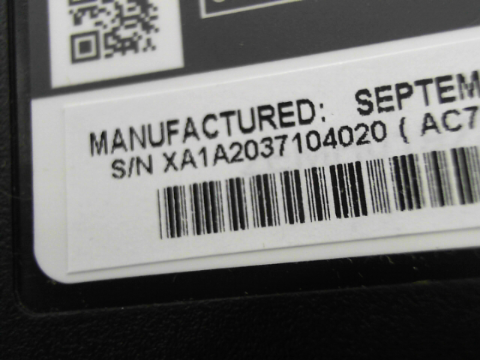 MANUFACTURED: SEPTEM
S/N XA1A2037104020 ( AC7